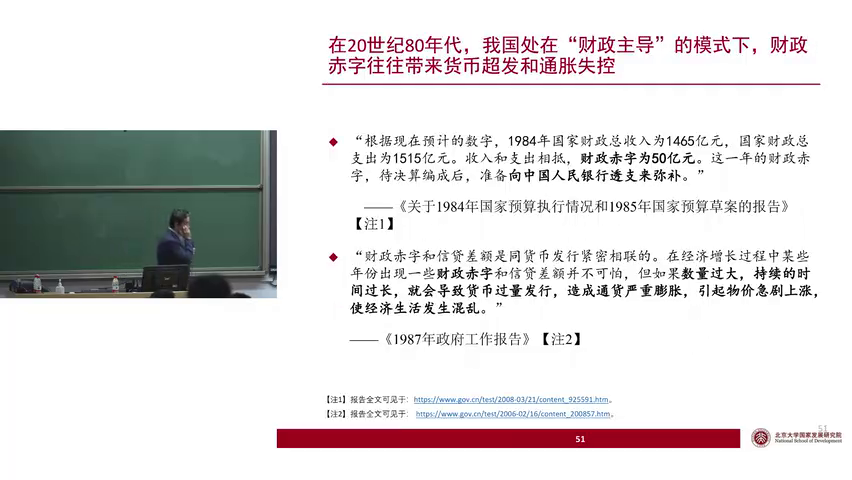 在20世纪80年代，我国处在“财政主导”的模式下，财政
赤字往往带来货币超发和通胀失控
“根据现在预计的数字，1984年国家财政总收入为1465亿元，国家财政总
支出为1515亿元。收入和支出相抵，财政赤字为50亿元。这一年的财政赤
字，待决算编成后，准备向中国人民银行透支来弥补。”
——《关于1984年国家预算执行情况和1985年国家预算草案的报告》
【注1】
“财政赤字和信贷差额是同货币发行紧密相联的。在经济增长过程中某些
年份出现一些财政赤字和信贷差额并不可怕，但如果数量过大，持续的时
间过长，就会导致货币过量发行，造成通货严重膨胀，引起物价急剧上涨，
使经济生活发生混乱。”
——《1987年政府工作报告》【注2】
【注1】报告全文可见于：https://www.gov.cn/test/2008-03/21/content_925591.htm。
【注2】报告全文可见于： https://www.gov.cn/test/2006-02/16/content_200857.htm。
51
51
北京大学国家发展研究院
National School of Development